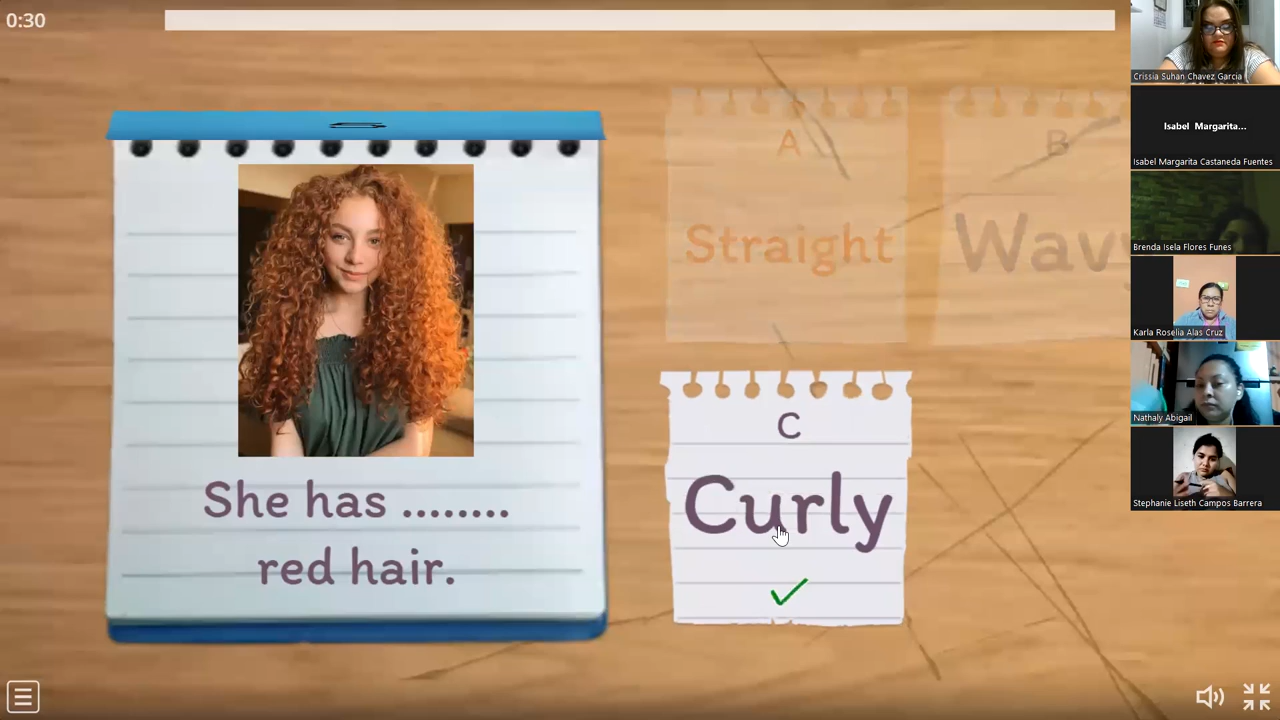 0:30
She has ........
red hair.
A
Straight
B
C
Curly
Crissia Suhan Chavez Garcia
Isabel Margarita...
Isabel Margarita Castaneda Fuentes
Brenda Isela Flores Funes
Karla Roselia Alas Cruz
Nathaly Abigail
Stephanie Liseth Campos Barrera